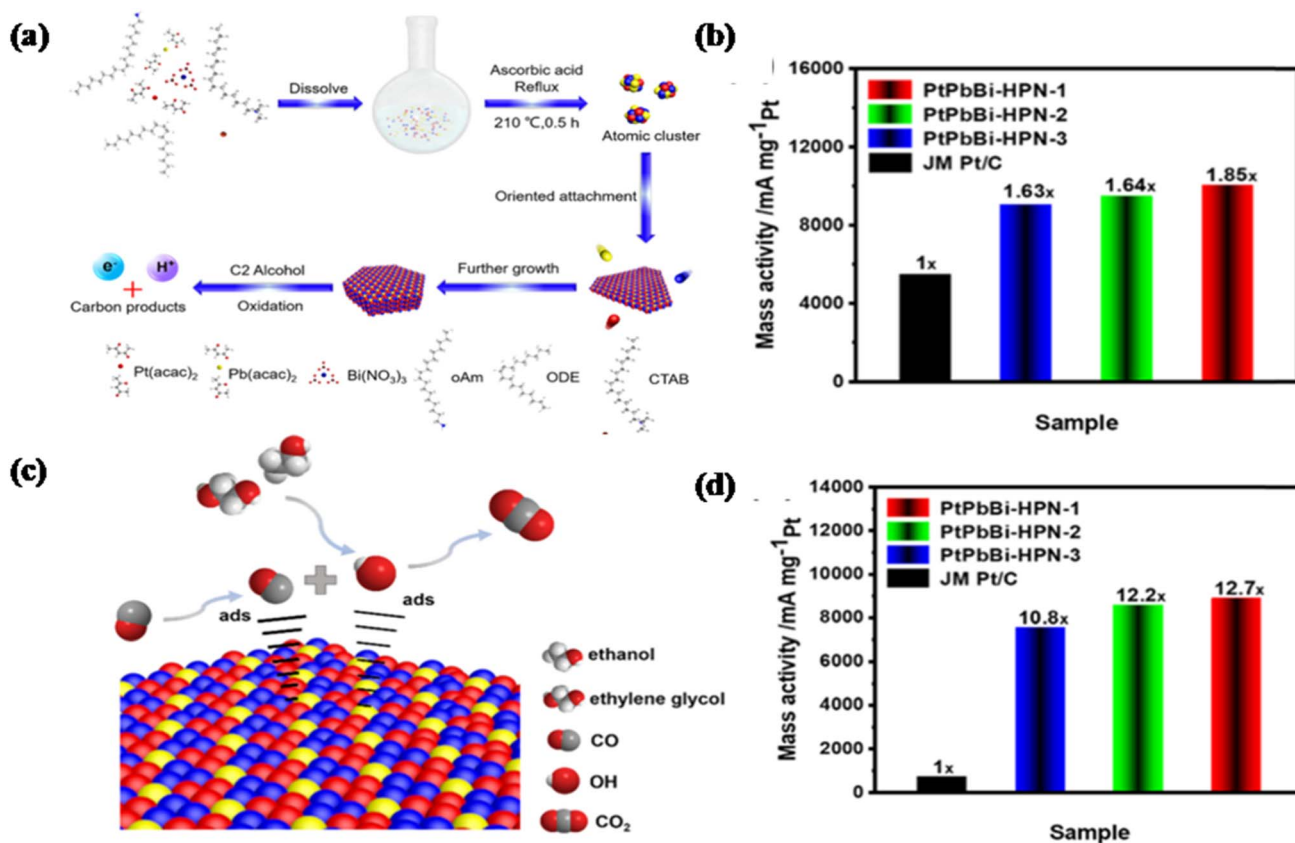 (a)
Dissolve
Ascorbic acid
Reflux
210 °C,0.5 h
Atomic cluster
Oriented attachment
Further growth
C2 Alcohol
Oxidation
e-
H+
+
Carbon products
Pt(acac)2
Pb(acac)2
Bi(NO3)3
oAm
ODE
CTAB
(b)
Mass activity /mA mg-1Pt
16000
12000
8000
4000
0
PtPbBi-HPN-1
PtPbBi-HPN-2
PtPbBi-HPN-3
JM Pt/C
1x
1.63x
1.64x
1.85x
Sample
(c)
ads
ads
ethanol
ethylene glycol
CO
OH
CO2
(d)
Mass activity /mA mg-1Pt
14000
12000
10000
8000
6000
4000
2000
0
PtPbBi-HPN-1
PtPbBi-HPN-2
PtPbBi-HPN-3
JM Pt/C
1x
10.8x
12.2x
12.7x
Sample